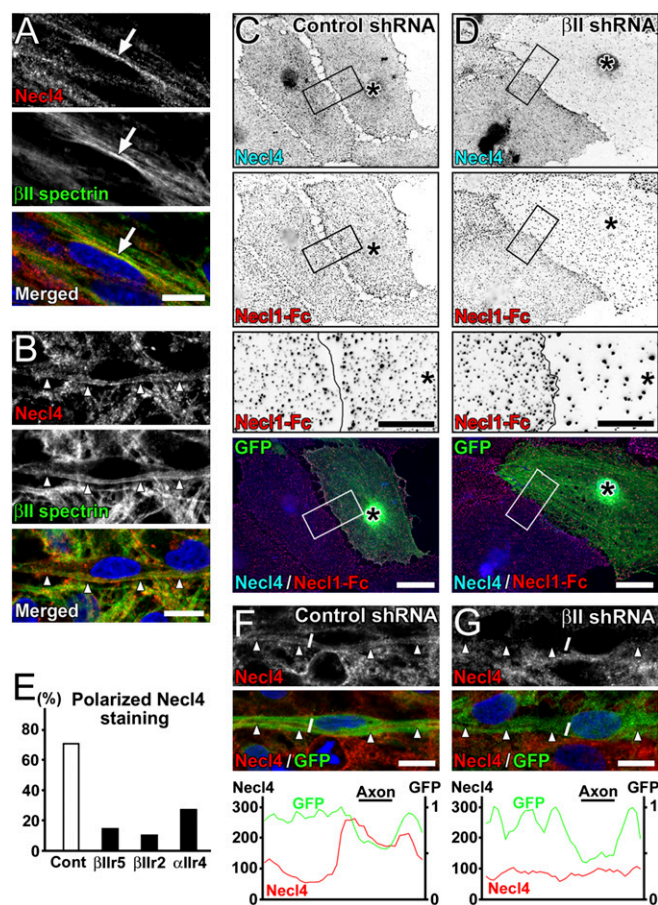 A
Necl4
βII spectrin
Merged
B
Necl4
βII spectrin
Merged
C Control shRNA
Necl4
*
Necl1-Fc
*
Necl1-Fc
*
GFP
*
Necl4 / Necl1-Fc
D βII shRNA
Necl4
*
Necl1-Fc
*
Necl1-Fc
*
GFP
*
Necl4 / Necl1-Fc
E (%) Polarized Necl4
staining
80
60
40
20
0
Cont βIIr5 βIIr2 αIIr4
F Control shRNA
Necl4
Necl4 / GFP
Necl4 Axon GFP
GFP
300 1
200
100
Necl4
0 0
G βII shRNA
Necl4
Necl4 / GFP
Necl4 Axon GFP
GFP
300 1
200
100
Necl4
0 0